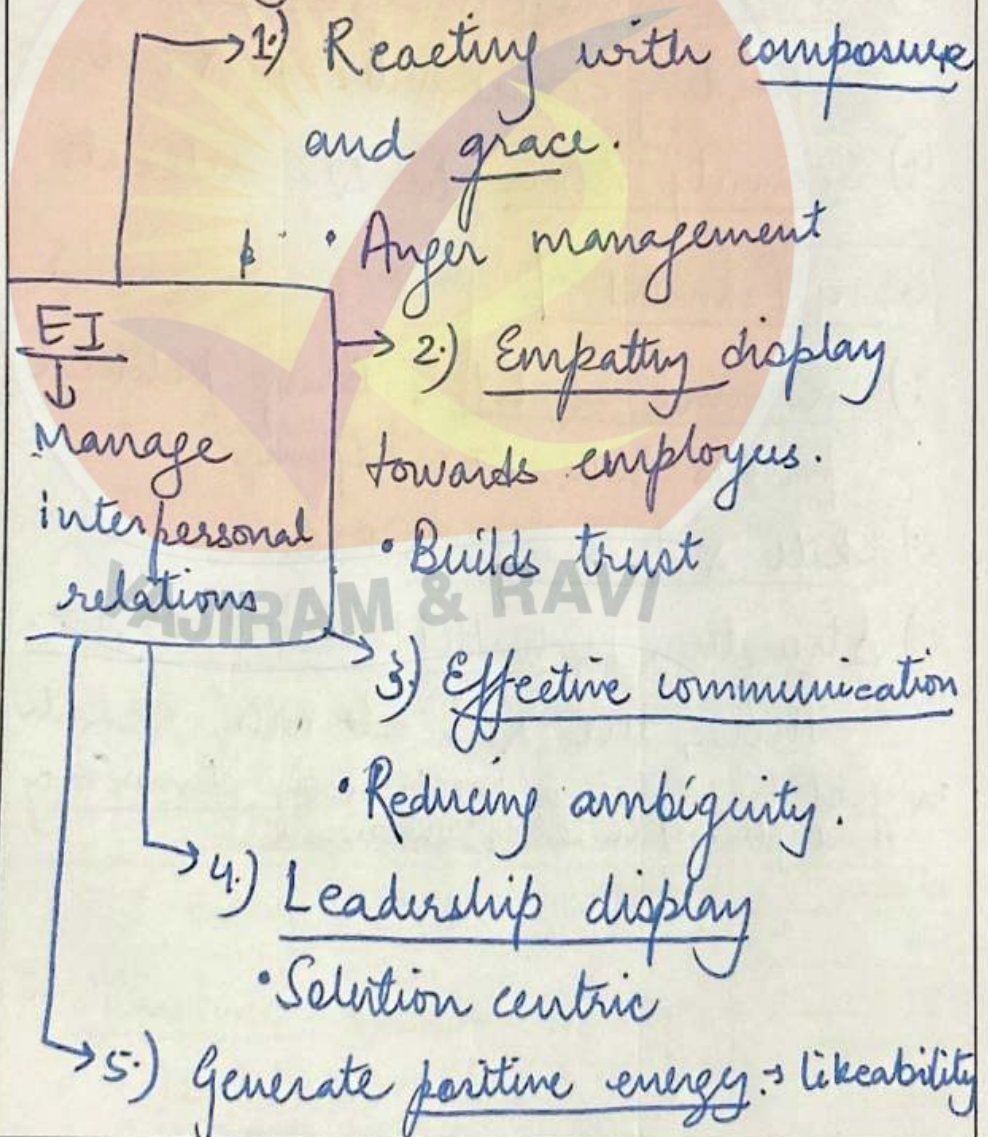 1.) Reacting with composure
and grace.
• Anger management
EI
↓
Manage
interpersonal
relations
→ 2.) Empathy display
towards employees.
• Builds trust
VAJIRAM & RAVI
→ 3.) Effective communication
• Reducing ambiguity.
→ 4.) Leadership display
• Solution centric
→ 5.) Generate positive energy → likeability